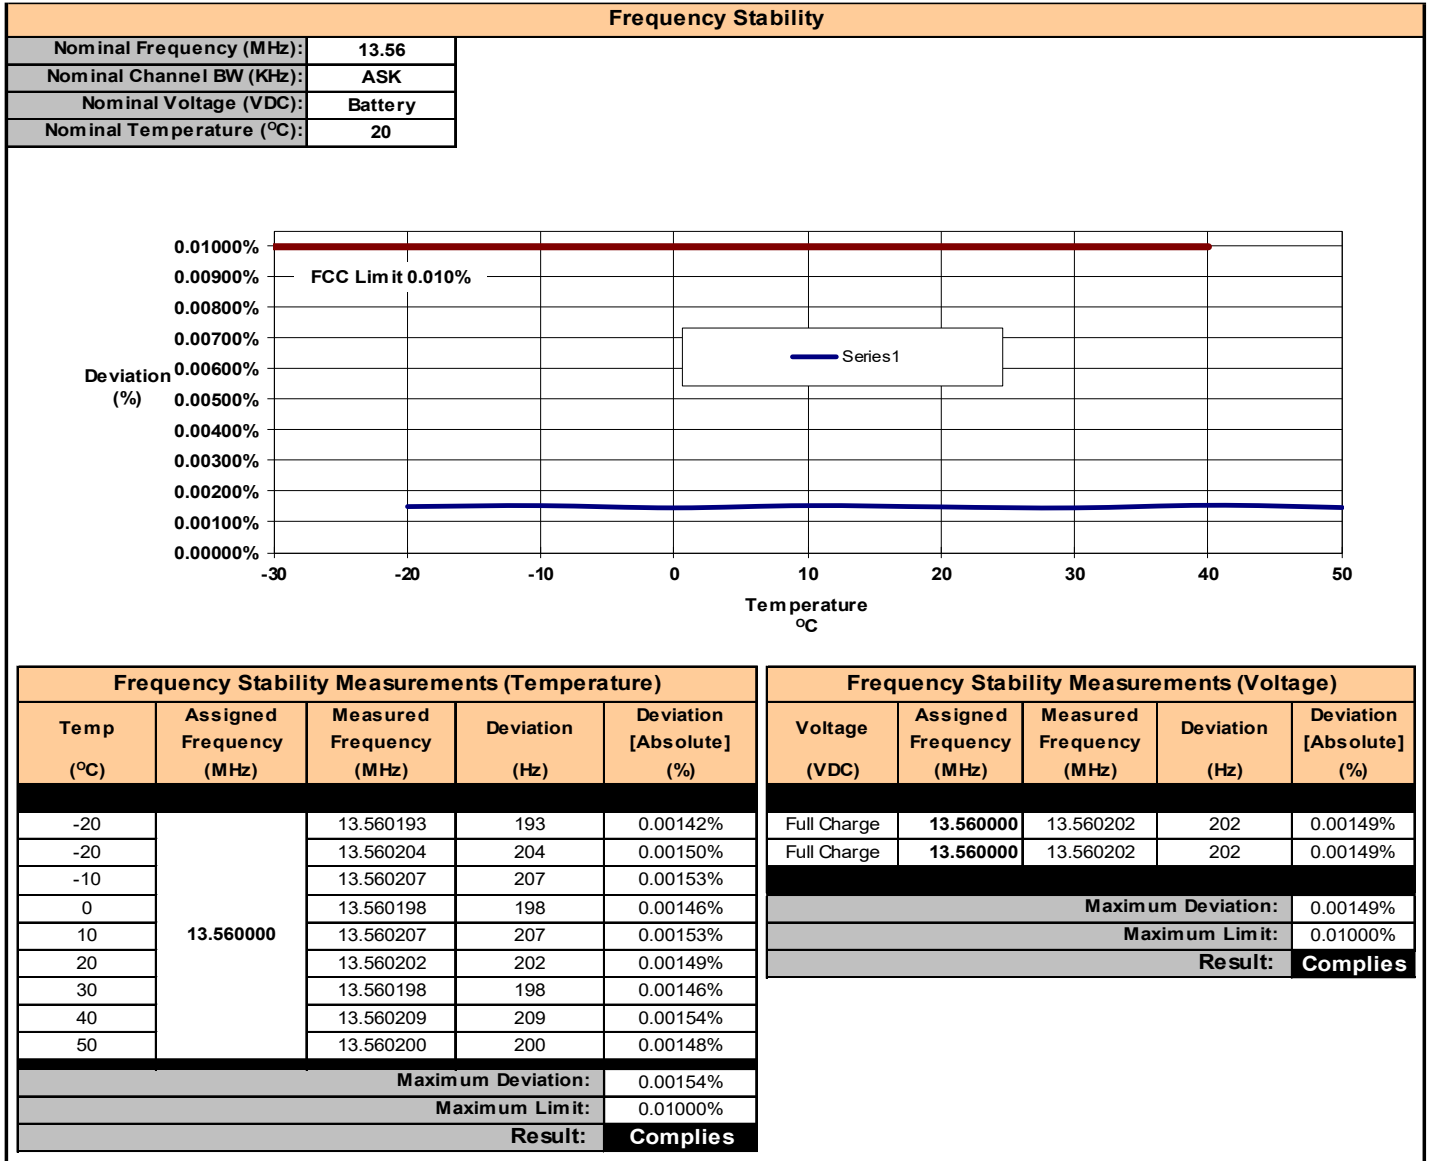 Frequency Stability
Nominal Frequency (MHz): 13.56
Nominal Channel BW (KHz): ASK
Nominal Voltage (VDC): Battery
Nominal Temperature (ᴼC): 20
0.01000%
0.00900%
0.00800%
0.00700%
0.00600%
0.00500%
0.00400%
0.00300%
0.00200%
0.00100%
0.00000%
FCC Limit 0.010%
Series1
Deviation
(%)
-30 -20 -10 0 10 20 30 40 50
Temperature
ᴼC
Frequency Stability Measurements (Temperature)
Temp Assigned Measured Deviation Deviation
Frequency Frequency [Absolute]
(ᴼC) (MHz) (MHz) (Hz) (%)
-20 13.560193 193 0.00142%
-20 13.560204 204 0.00150%
-10 13.560207 207 0.00153%
0 13.560198 198 0.00146%
10 13.560000 13.560207 207 0.00153%
20 13.560202 202 0.00149%
30 13.560198 198 0.00146%
40 13.560209 209 0.00154%
50 13.560200 200 0.00148%
Maximum Deviation: 0.00154%
Maximum Limit: 0.01000%
Result: Complies
Frequency Stability Measurements (Voltage)
Voltage Assigned Measured Deviation Deviation
Frequency Frequency [Absolute]
(VDC) (MHz) (MHz) (Hz) (%)
Full Charge 13.560000 13.560202 202 0.00149%
Full Charge 13.560000 13.560202 202 0.00149%
Maximum Deviation: 0.00149%
Maximum Limit: 0.01000%
Result: Complies